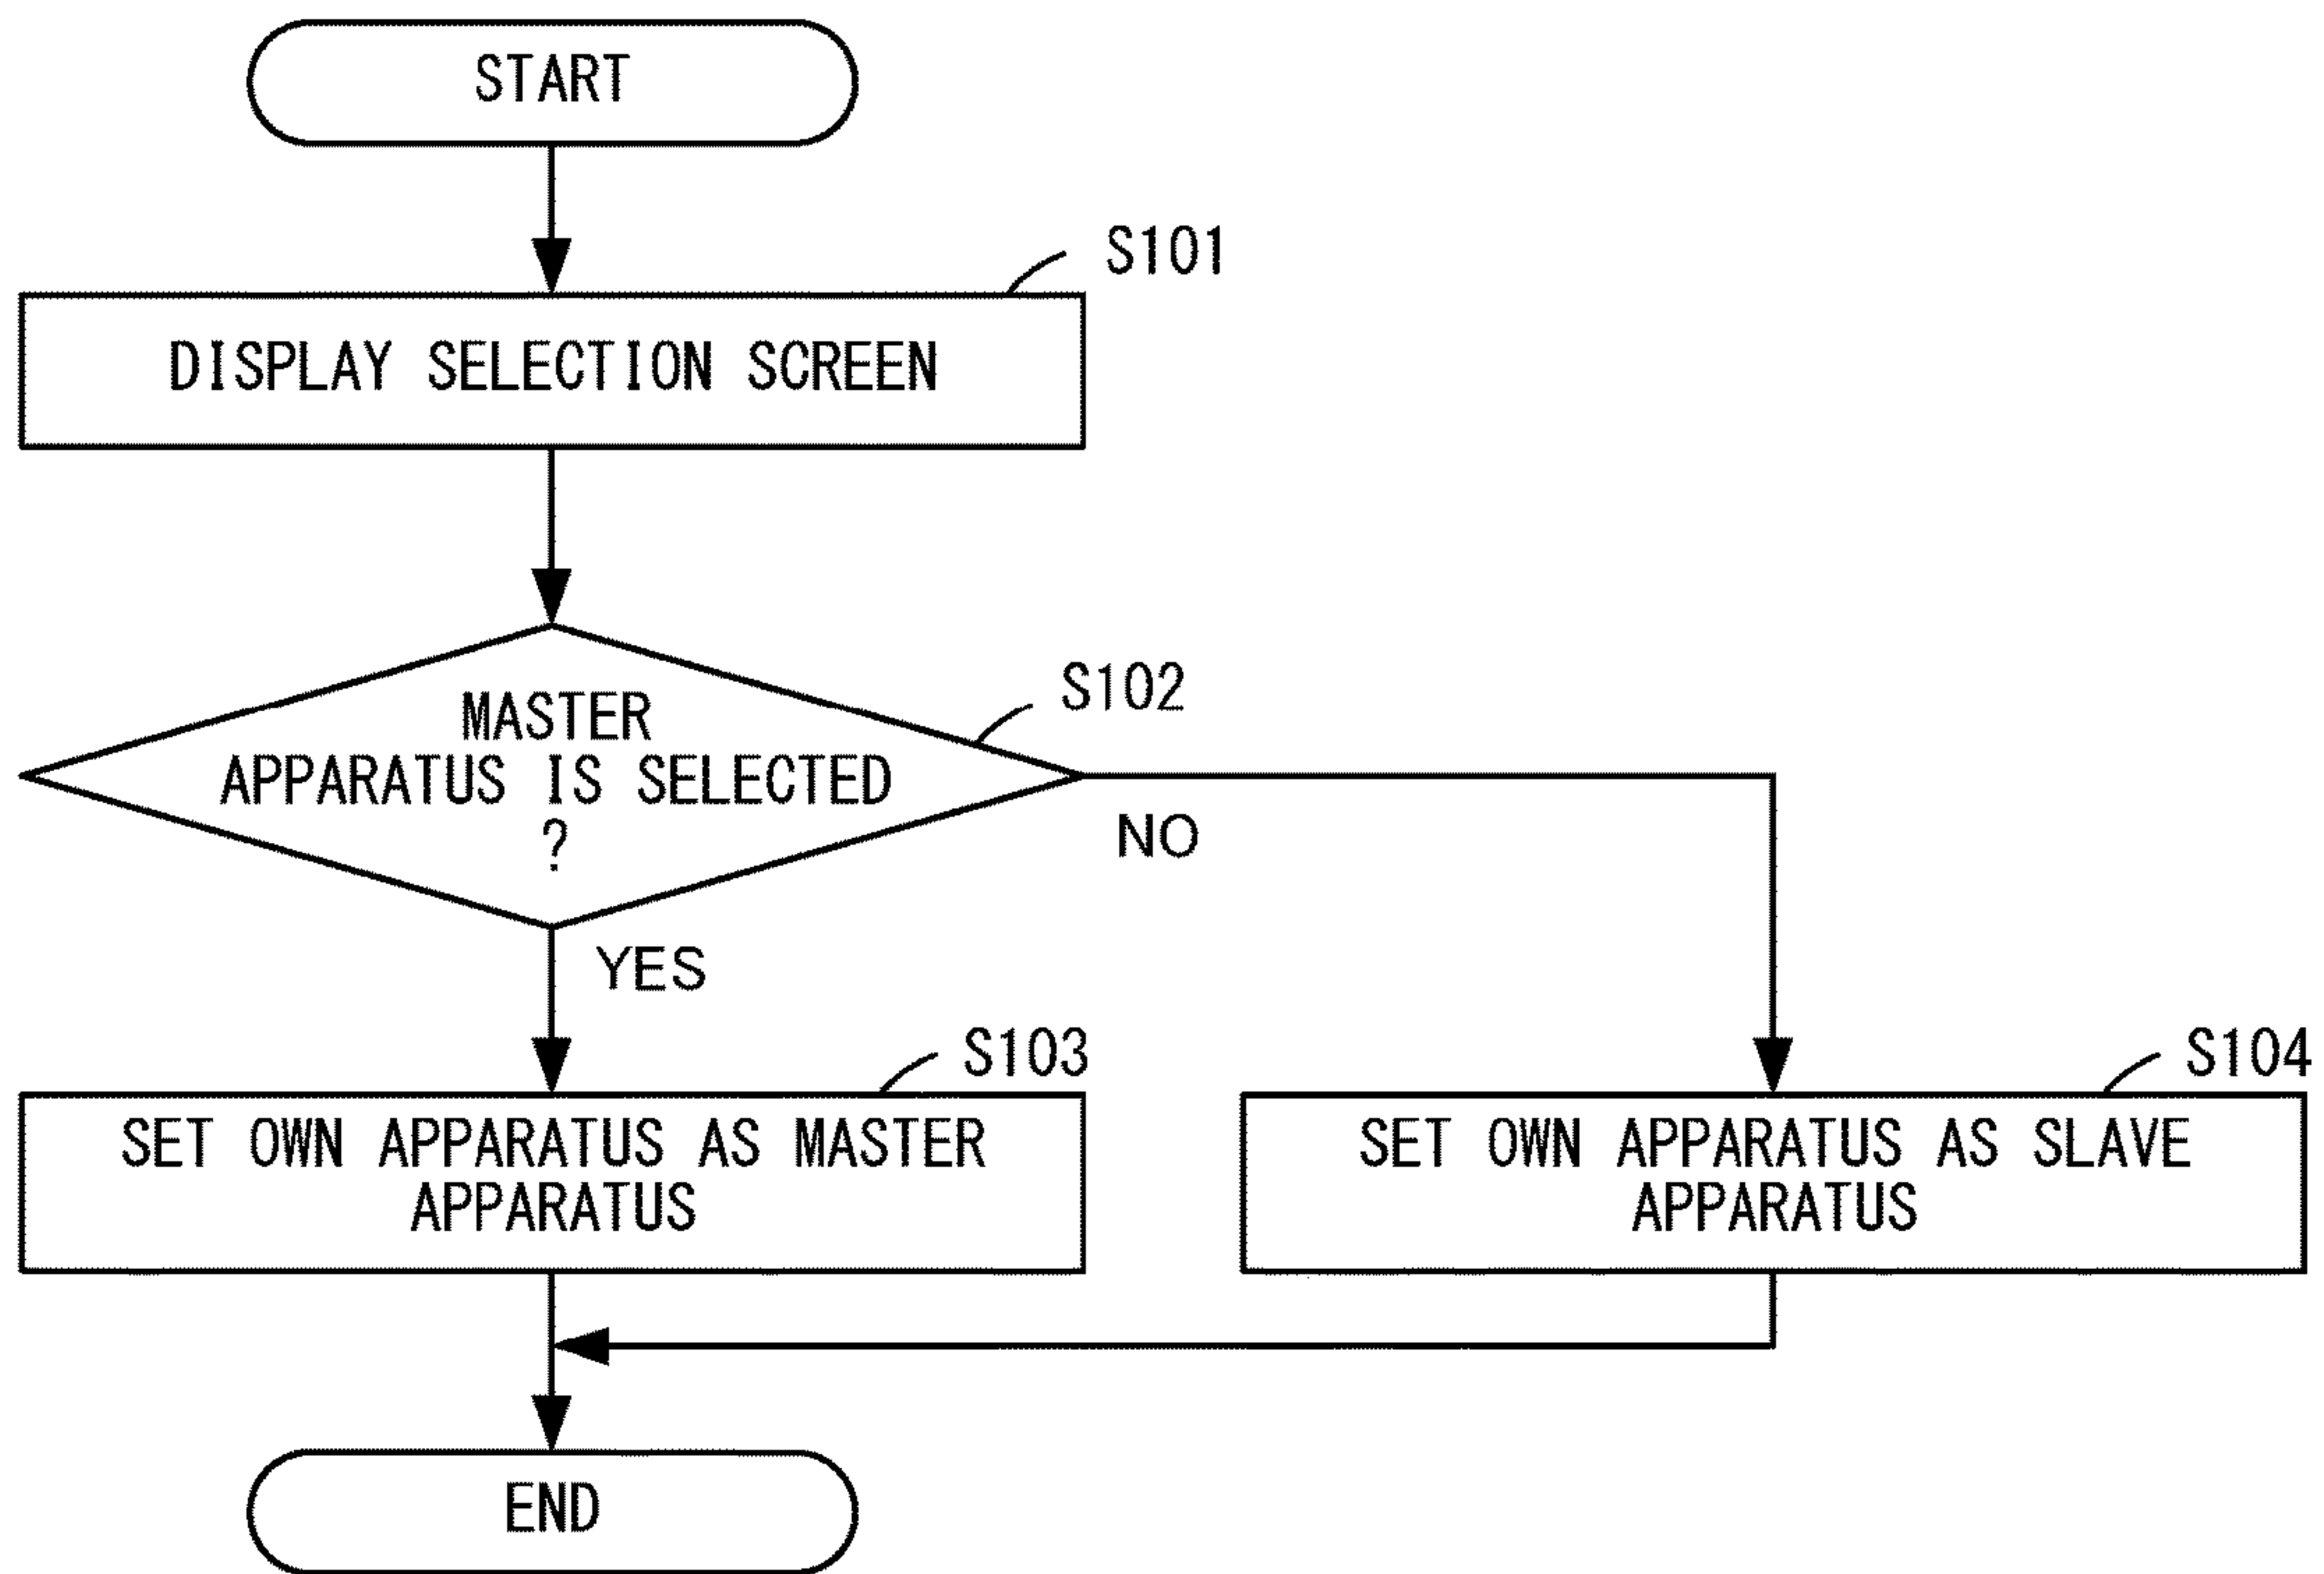 START
S101
DISPLAY SELECTION SCREEN
S102
MASTER
APPARATUS IS SELECTED
?
NO
YES
S103
SET OWN APPARATUS AS MASTER
APPARATUS
S104
SET OWN APPARATUS AS SLAVE
APPARATUS
END